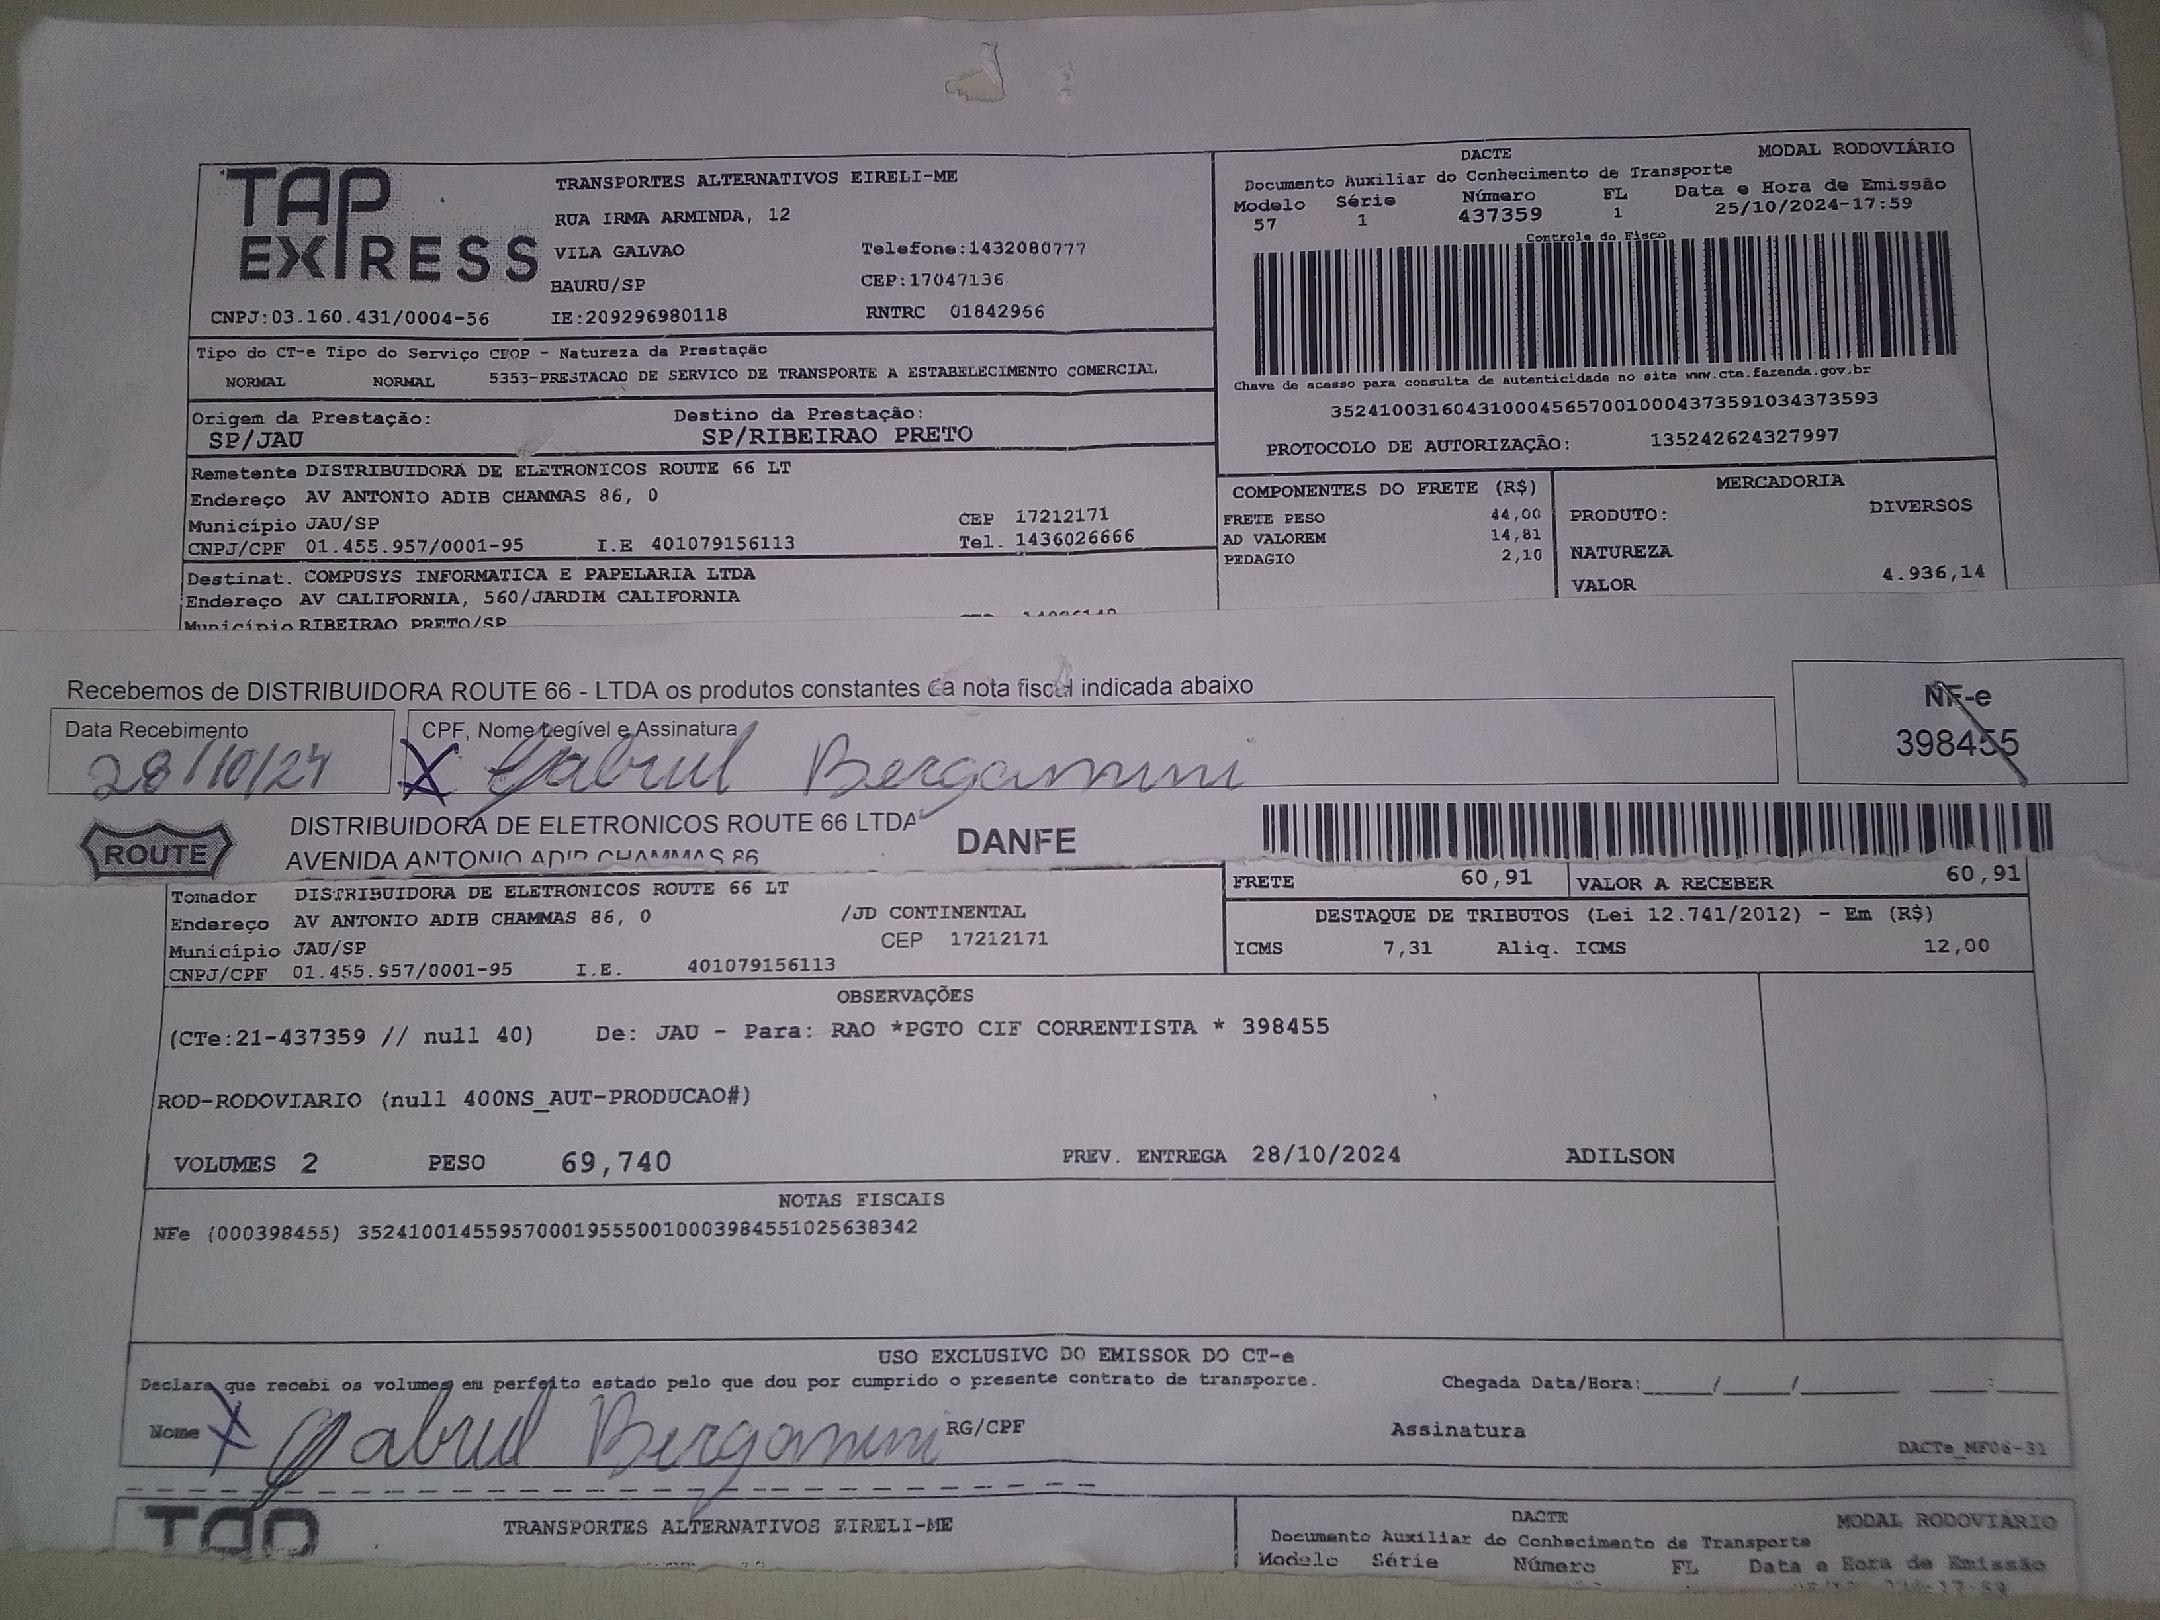 TAP EXPRESS
TRANSPORTES ALTERNATIVOS EIRELI-ME
RUA IRMA ARMINDA, 12
VILA GALVAO Telefone:1432080777
BAURU/SP CEP:17047136
CNPJ:03.160.431/0004-56 IE:209296980118 RNTRC 01842966
DACTE MODAL RODOVIÁRIO
Documento Auxiliar do Conhecimento de Transporte
Modelo Série Número FL Data e Hora de Emissão
57 1 437359 1 25/10/2024-17:59
Controle do Fisco
Chave de acesso para consulta de autenticidade no site www.cte.fazenda.gov.br
35241003160431000456570010004373591034373593
PROTOCOLO DE AUTORIZAÇÃO: 135242624327997
Tipo do CT-e Tipo do Serviço CFOP - Natureza da Prestação
NORMAL NORMAL 5353-PRESTACAO DE SERVICO DE TRANSPORTE A ESTABELECIMENTO COMERCIAL
Origem da Prestação: Destino da Prestação:
SP/JAU SP/RIBEIRAO PRETO
Remetente DISTRIBUIDORA DE ELETRONICOS ROUTE 66 LT
Endereço AV ANTONIO ADIB CHAMMAS 86, 0
Município JAU/SP CEP 17212171
CNPJ/CPF 01.455.957/0001-95 I.E 401079156113 Tel. 1436026666
COMPONENTES DO FRETE (R$)
FRETE PESO 44,00
AD VALOREM 14,81
PEDAGIO 2,10
MERCADORIA
PRODUTO: DIVERSOS
NATUREZA
VALOR 4.936,14
Destinat. COMPUSYS INFORMATICA E PAPELARIA LTDA
Endereço AV CALIFORNIA, 560/JARDIM CALIFORNIA
Município RIBEIRAO PRETO/SP
Recebemos de DISTRIBUIDORA ROUTE 66 - LTDA os produtos constantes da nota fiscal indicada abaixo
Data Recebimento CPF, Nome Legível e Assinatura
28/10/24 X Gabriel Bergamini
NF-e
398455
ROUTE
DISTRIBUIDORA DE ELETRONICOS ROUTE 66 LTDA
AVENIDA ANTONIO ADIB CHAMMAS 86
DANFE
Tomador DISTRIBUIDORA DE ELETRONICOS ROUTE 66 LT
Endereço AV ANTONIO ADIB CHAMMAS 86, 0 /JD CONTINENTAL
Município JAU/SP CEP 17212171
CNPJ/CPF 01.455.957/0001-95 I.E. 401079156113
FRETE 60,91 VALOR A RECEBER 60,91
DESTAQUE DE TRIBUTOS (Lei 12.741/2012) - Em (R$)
ICMS 7,31 Aliq. ICMS 12,00
OBSERVAÇÕES
(CTe:21-437359 // null 40) De: JAU - Para: RAO *PGTO CIF CORRENTISTA * 398455
ROD-RODOVIARIO (null 400NS_AUT-PRODUCAO#)
VOLUMES 2 PESO 69,740 PREV. ENTREGA 28/10/2024 ADILSON
NOTAS FISCAIS
NFe (000398455) 35241001455957000195550010003984551025638342
USO EXCLUSIVO DO EMISSOR DO CT-e
Declara que recebi os volumes em perfeito estado pelo que dou por cumprido o presente contrato de transporte. Chegada Data/Hora:____/____/____ ____:____
Nome X Gabriel Bergamini RG/CPF Assinatura
DACTe_MF06-31
TAP
TRANSPORTES ALTERNATIVOS EIRELI-ME
DACTE MODAL RODOVIÁRIO
Documento Auxiliar do Conhecimento de Transporte
Modelo Série Número FL Data e Hora de Emissão